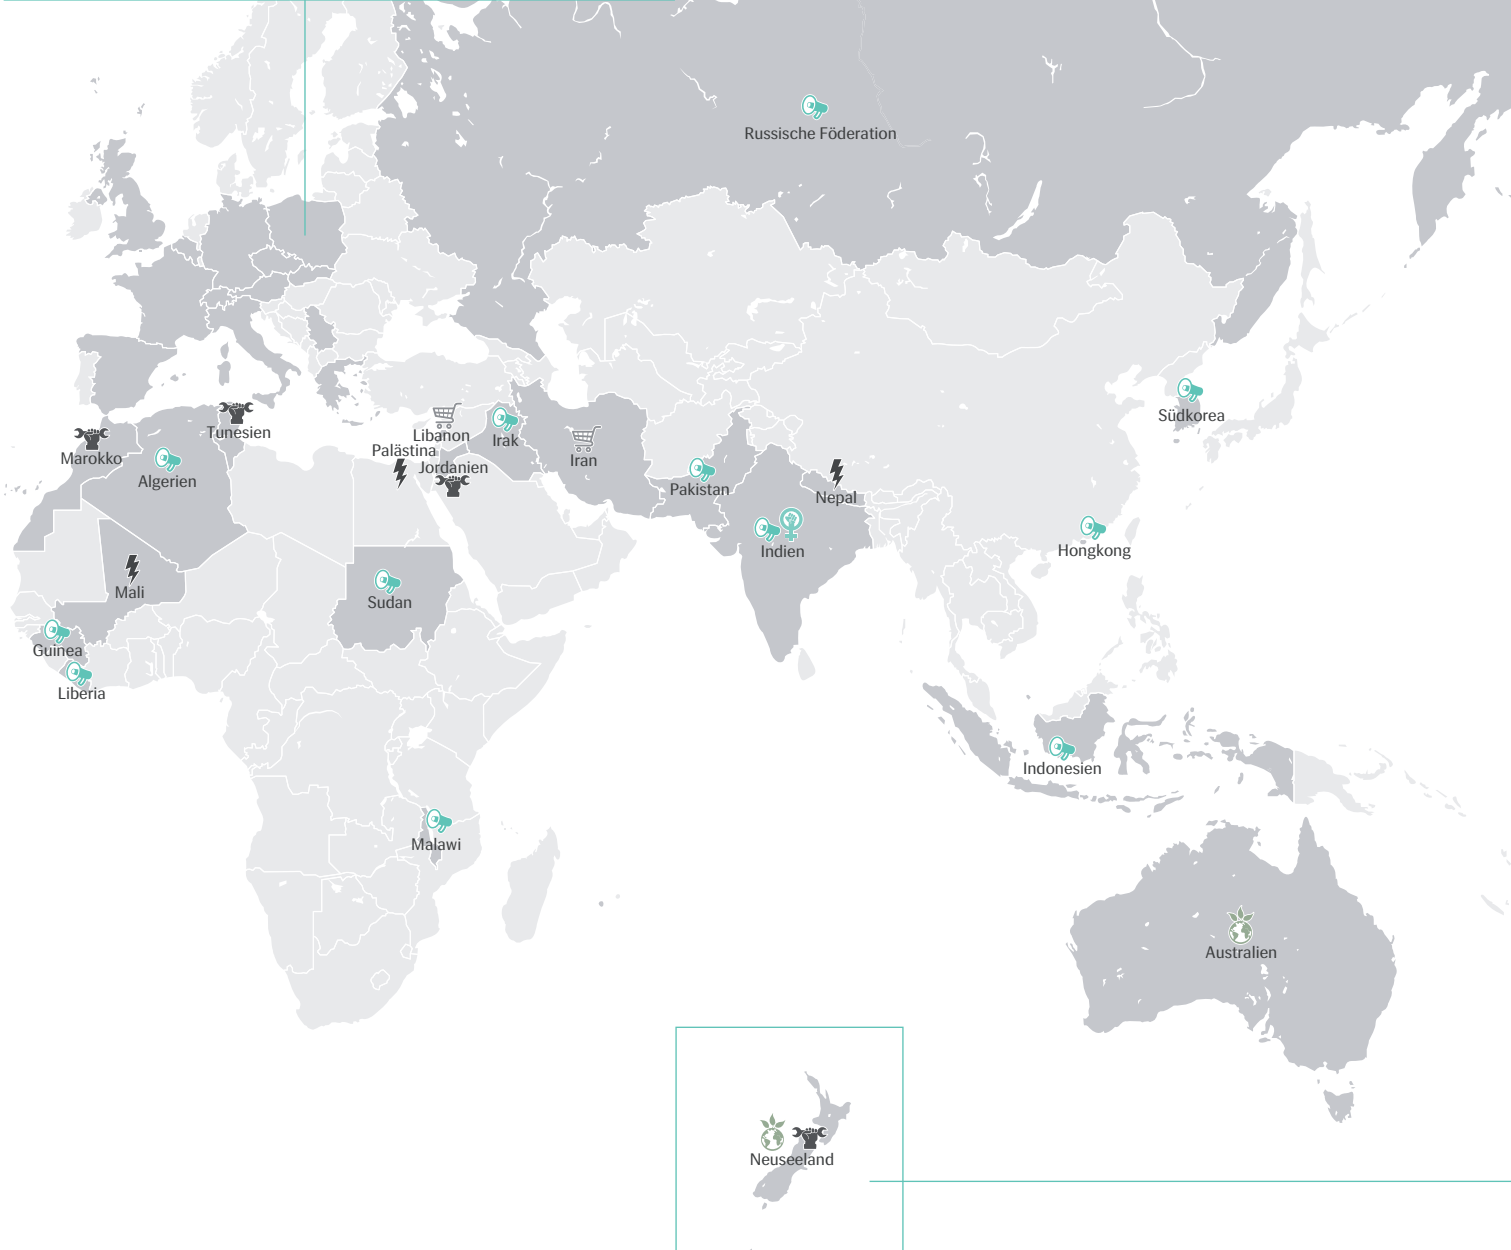 Russische Föderation
Südkorea
Tunesien
Libanon
Irak
Palästina
Marokko
Iran
Jordanien
Algerien
Pakistan
Nepal
Indien
Hongkong
Mali
Sudan
Guinea
Liberia
Indonesien
Malawi
Australien
Neuseeland